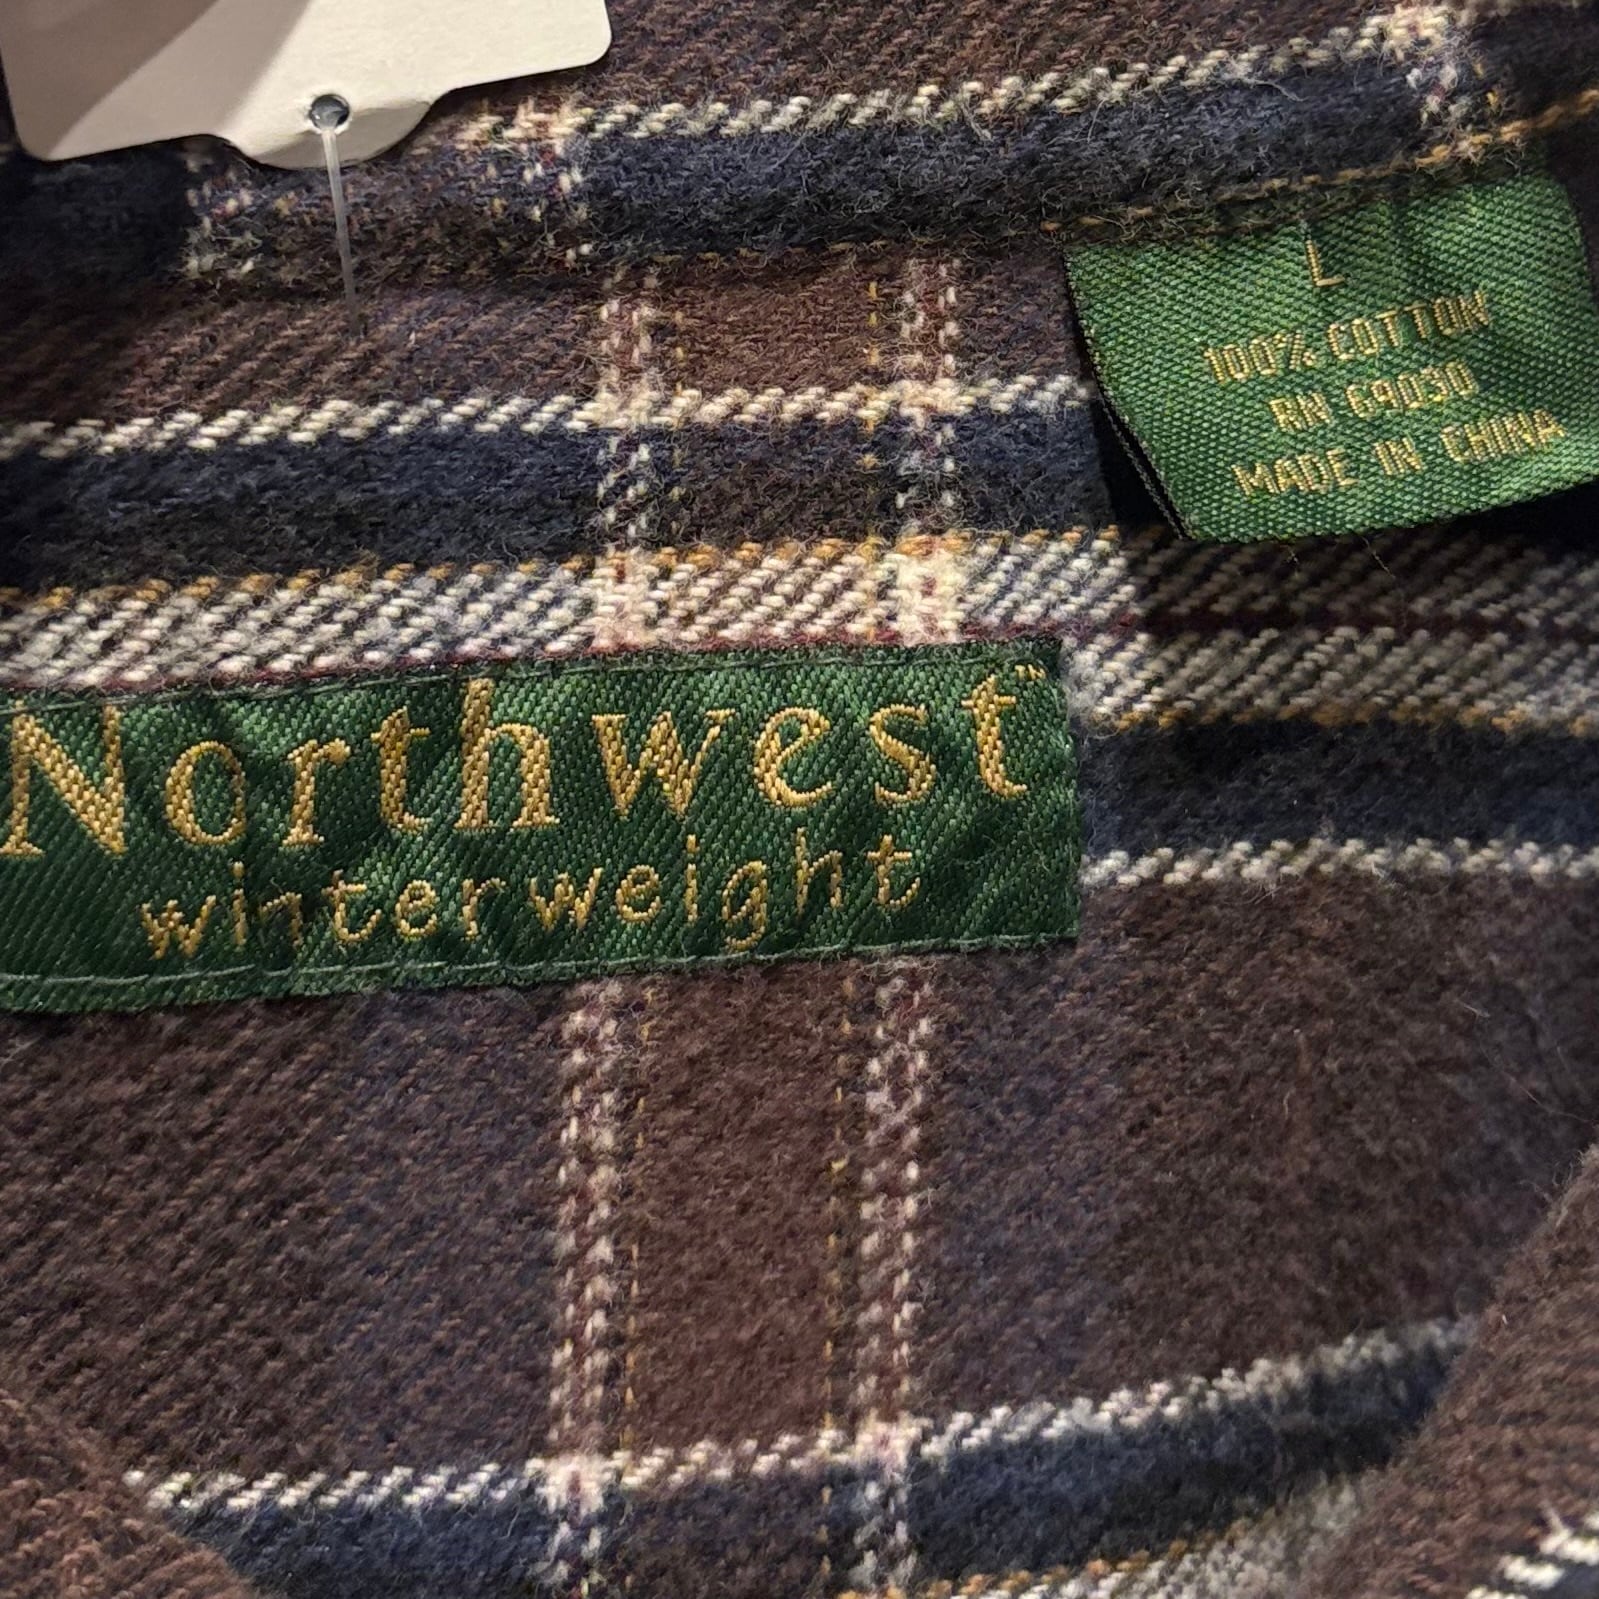 L
100% COTTON
RN 69030
MADE IN CHINA
Northwest™
winterweight